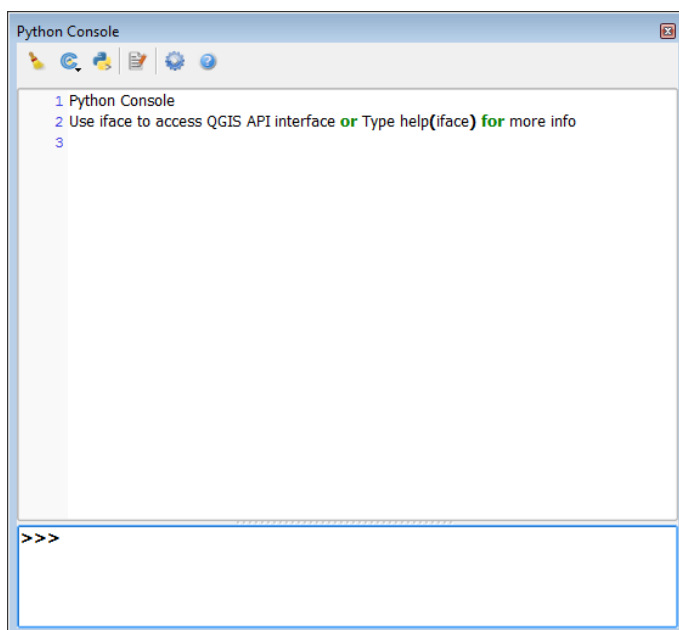 Python Console
1 Python Console
2 Use iface to access QGIS API interface or Type help(iface) for more info
3
>>>